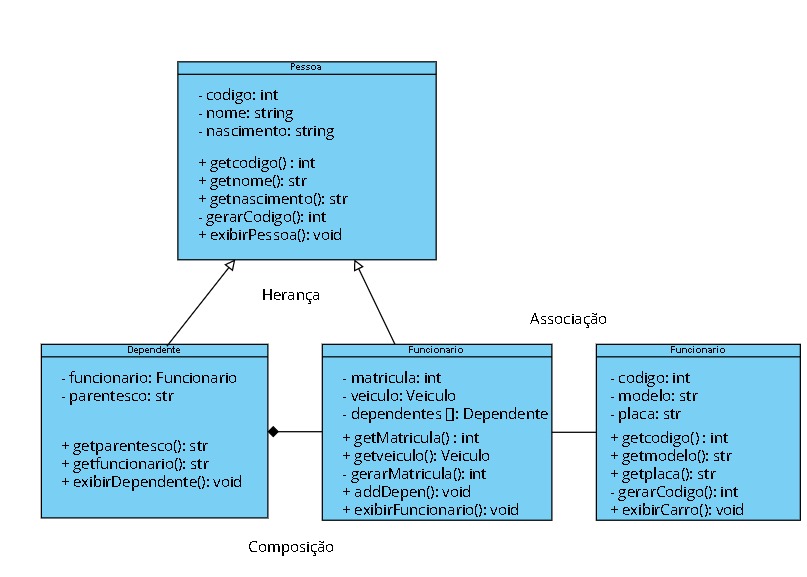 Pessoa
- codigo: int
- nome: string
- nascimento: string
+ getcodigo() : int
+ getnome(): str
+ getnascimento(): str
- gerarCodigo(): int
+ exibirPessoa(): void
Herança
Associação
Dependente
- funcionario: Funcionario
- parentesco: str
+ getparentesco(): str
+ getfuncionario(): str
+ exibirDependente(): void
Funcionario
- matricula: int
- veiculo: Veiculo
- dependentes []: Dependente
+ getMatricula() : int
+ getveiculo(): Veiculo
- gerarMatricula(): int
+ addDepen(): void
+ exibirFuncionario(): void
Funcionario
- codigo: int
- modelo: str
- placa: str
+ getcodigo() : int
+ getmodelo(): str
+ getplaca(): str
- gerarCodigo(): int
+ exibirCarro(): void
Composição